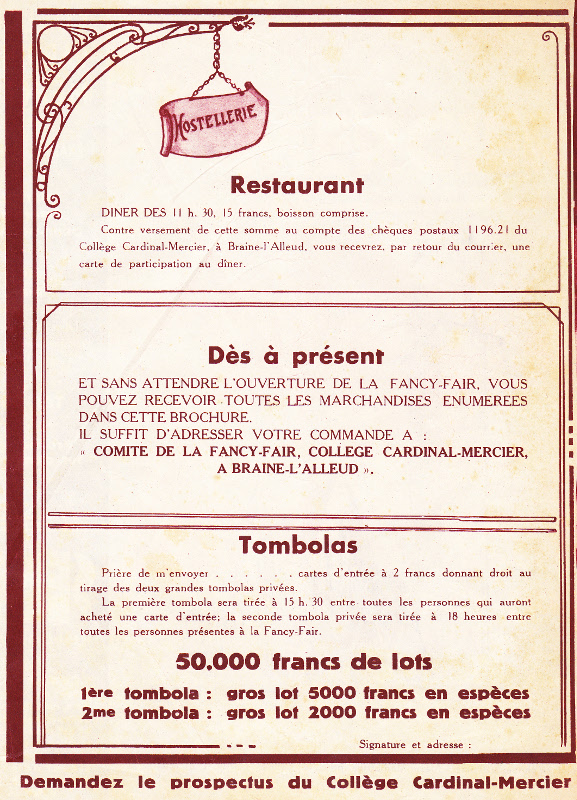 HOSTELLERIE
Restaurant
DINER DES 11 h. 30, 15 francs, boisson comprise.
Contre versement de cette somme au compte des chèques postaux 1196.21 du
Collège Cardinal-Mercier, à Braine-l'Alleud, vous recevrez, par retour du courrier, une
carte de participation au dîner.
Dès à présent
ET SANS ATTENDRE L'OUVERTURE DE LA FANCY-FAIR, VOUS
POUVEZ RECEVOIR TOUTES LES MARCHANDISES ENUMEREES
DANS CETTE BROCHURE.
IL SUFFIT D'ADRESSER VOTRE COMMANDE A :
« COMITE DE LA FANCY-FAIR, COLLEGE CARDINAL-MERCIER,
A BRAINE-L'ALLEUD ».
Tombolas
Prière de m'envoyer . . . . . . cartes d'entrée à 2 francs donnant droit au
tirage des deux grandes tombolas privées.
La première tombola sera tirée à 15 h. 30 entre toutes les personnes qui auront
acheté une carte d'entrée; la seconde tombola privée sera tirée à 18 heures entre
toutes les personnes présentes à la Fancy-Fair.
50.000 francs de lots
1ère tombola : gros lot 5000 francs en espèces
2me tombola : gros lot 2000 francs en espèces
Signature et adresse :
Demandez le prospectus du Collège Cardinal-Mercier